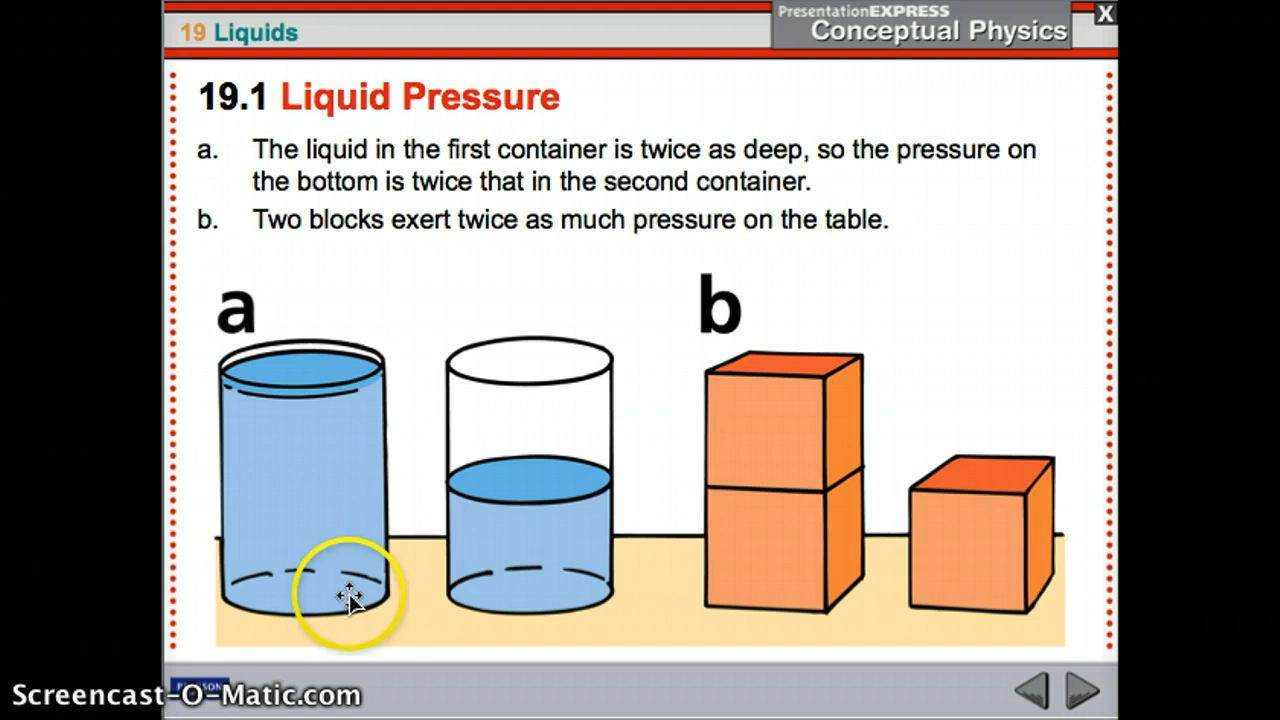 19 Liquids
PresentationEXPRESS
Conceptual Physics
X
19.1 Liquid Pressure
a. The liquid in the first container is twice as deep, so the pressure on
the bottom is twice that in the second container.
b. Two blocks exert twice as much pressure on the table.
a
b
Screencast-O-Matic.com